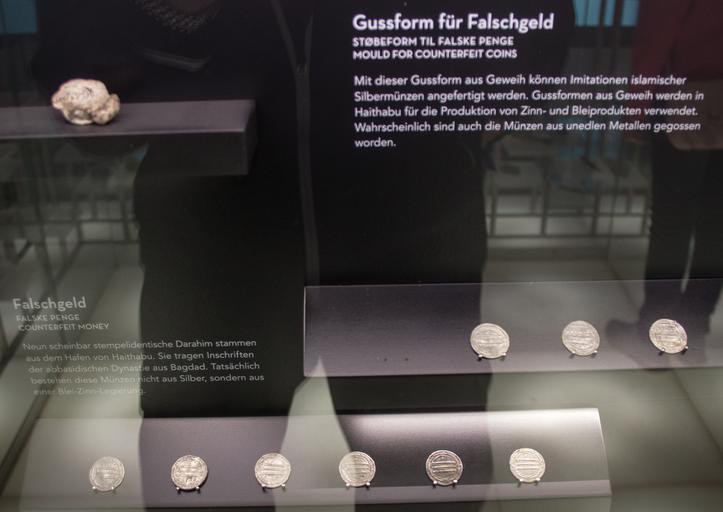 Gussform für Falschgeld
STØBEFORM TIL FALSKE PENGE
MOULD FOR COUNTERFEIT COINS
Mit dieser Gussform aus Geweih können Imitationen islamischer
Silbermünzen angefertigt werden. Gussformen aus Geweih werden in
Haithabu für die Produktion von Zinn- und Bleiprodukten verwendet.
Wahrscheinlich sind auch die Münzen aus unedlen Metallen gegossen
worden.
Falschgeld
FALSKE PENGE
COUNTERFEIT MONEY
Neun scheinbar stempelidentische Darahim stammen
aus dem Hafen von Haithabu. Sie tragen Inschriften
der abbasidischen Dynastie aus Bagdad. Tatsächlich
bestehen diese Münzen nicht aus Silber, sondern aus
einer Blei-Zinn-Legierung.